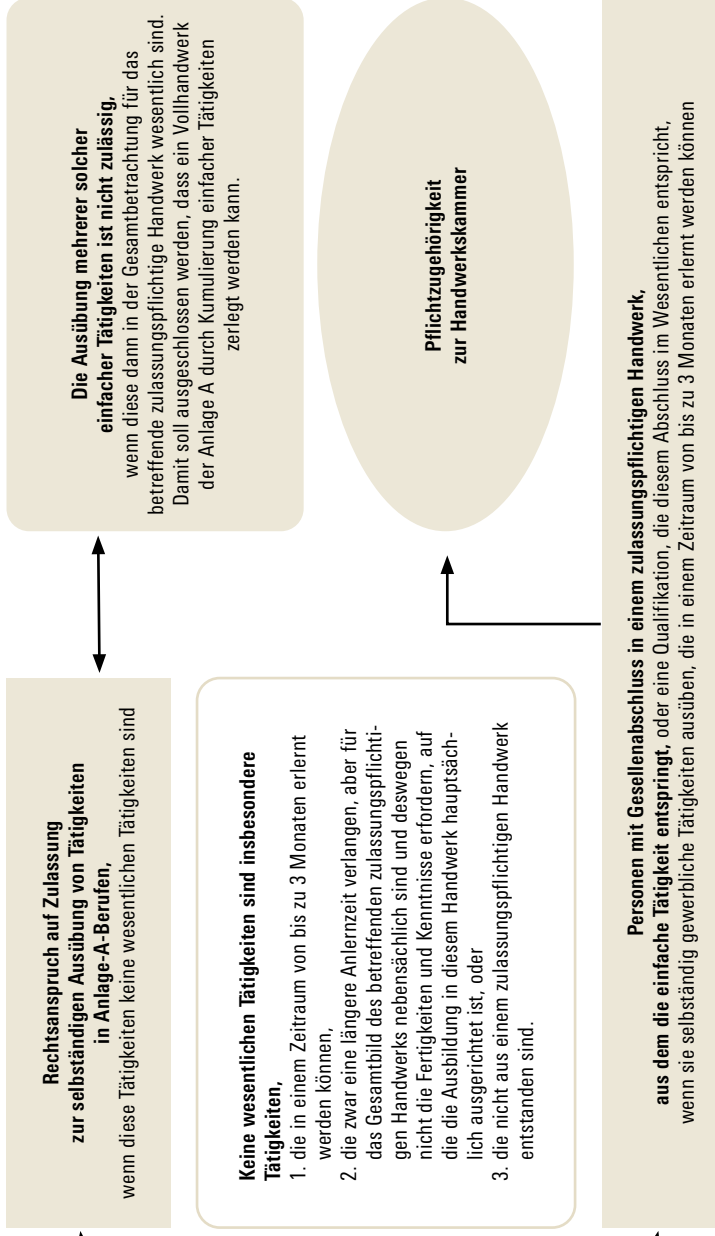 Rechtsanspruch auf Zulassung
zur selbständigen Ausübung von Tätigkeiten
in Anlage-A-Berufen,
wenn diese Tätigkeiten keine wesentlichen Tätigkeiten sind
Die Ausübung mehrerer solcher
einfacher Tätigkeiten ist nicht zulässig,
wenn diese dann in der Gesamtbetrachtung für das
betreffende zulassungspflichtige Handwerk wesentlich sind.
Damit soll ausgeschlossen werden, dass ein Vollhandwerk
der Anlage A durch Kumulierung einfacher Tätigkeiten
zerlegt werden kann.
Keine wesentlichen Tätigkeiten sind insbesondere
Tätigkeiten,
1. die in einem Zeitraum von bis zu 3 Monaten erlernt
werden können,
2. die zwar eine längere Anlernzeit verlangen, aber für
das Gesamtbild des betreffenden zulassungspflichti-
gen Handwerks nebensächlich sind und deswegen
nicht die Fertigkeiten und Kenntnisse erfordern, auf
die die Ausbildung in diesem Handwerk hauptsäch-
lich ausgerichtet ist, oder
3. die nicht aus einem zulassungspflichtigen Handwerk
entstanden sind.
Pflichtzugehörigkeit
zur Handwerkskammer
Personen mit Gesellenabschluss in einem zulassungspflichtigen Handwerk,
aus dem die einfache Tätigkeit entspringt, oder eine Qualifikation, die diesem Abschluss im Wesentlichen entspricht,
wenn sie selbständig gewerbliche Tätigkeiten ausüben, die in einem Zeitraum von bis zu 3 Monaten erlernt werden können